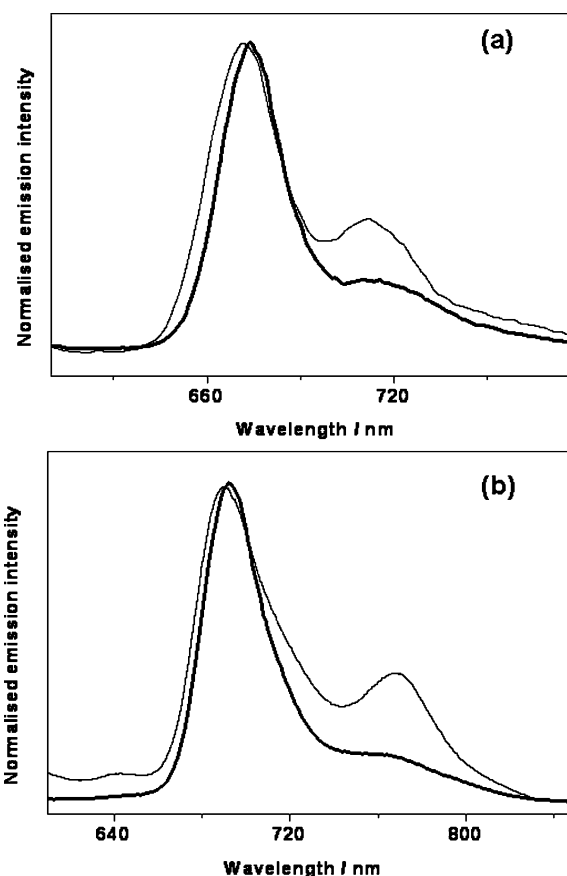 (a)
Normalised emission intensity
660 720
Wavelength / nm
(b)
Normalised emission intensity
640 720 800
Wavelength / nm